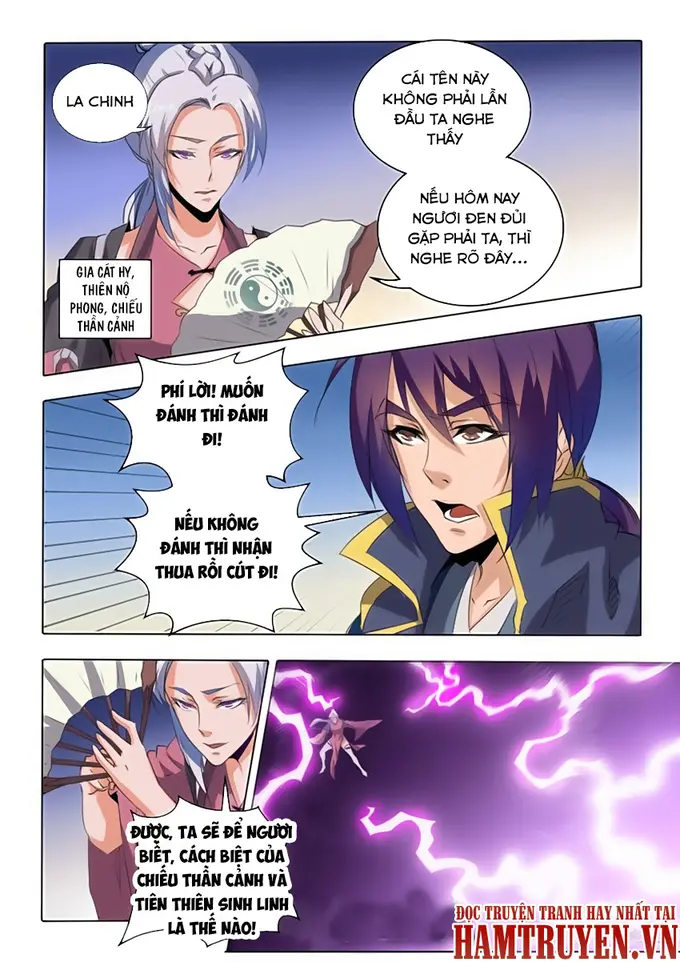 LA CHINH
CÁI TÊN NÀY
KHÔNG PHẢI LẦN
ĐẦU TA NGHE
THẤY
NẾU HÔM NAY
NGƯƠI ĐEN ĐỦI
GẶP PHẢI TA, THÌ
NGHE RÕ ĐÂY...
GIA CÁT HY,
THIÊN NỘ
PHONG, CHIẾU
THẦN CẢNH
PHÍ LỜI! MUỐN
ĐÁNH THÌ ĐÁNH
ĐI!
NẾU KHÔNG
ĐÁNH THÌ NHẬN
THUA RỒI CÚT ĐI!
ĐƯỢC, TA SẼ ĐỂ NGƯƠI
BIẾT, CÁCH BIỆT CỦA
CHIẾU THẦN CẢNH VÀ
TIÊN THIÊN SINH LINH
LÀ THẾ NÀO!
ĐỌC TRUYỆN TRANH HAY NHẤT TẠI
HAMTRUYEN.VN